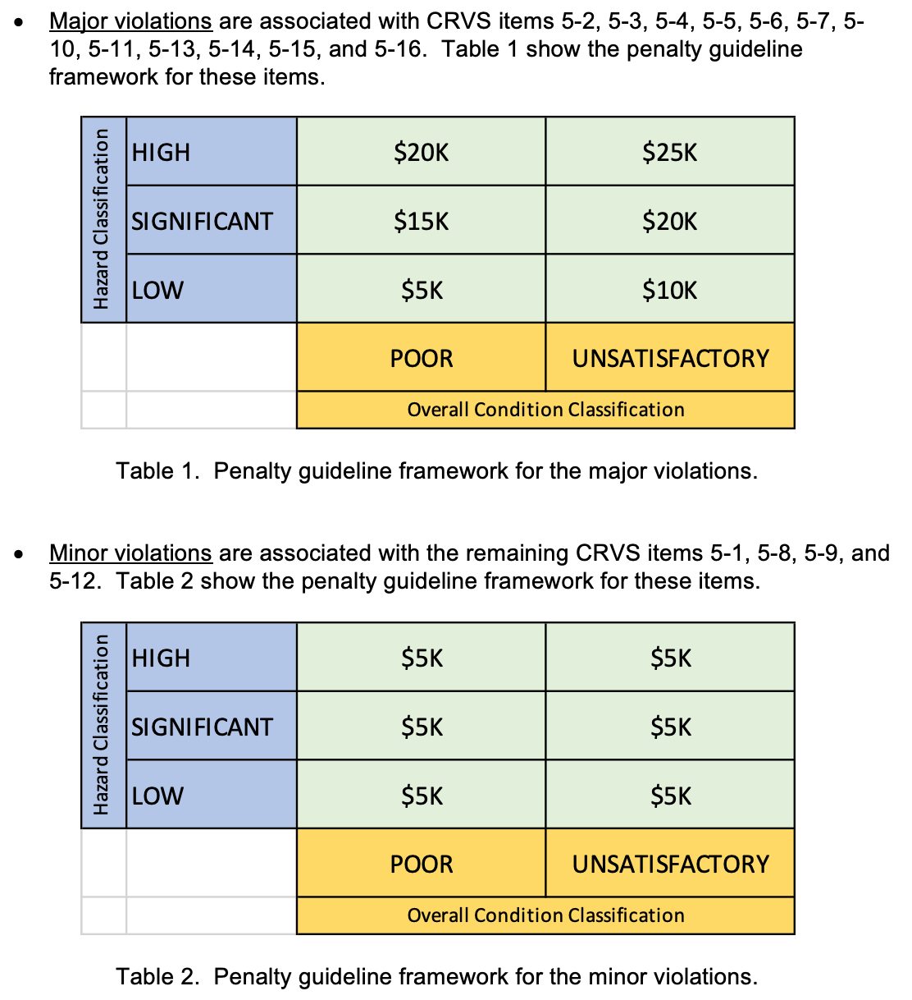 • Major violations are associated with CRVS items 5-2, 5-3, 5-4, 5-5, 5-6, 5-7, 5-
10, 5-11, 5-13, 5-14, 5-15, and 5-16.  Table 1 show the penalty guideline
framework for these items.
Hazard Classification
HIGH $20K $25K
SIGNIFICANT $15K $20K
LOW $5K $10K
POOR UNSATISFACTORY
Overall Condition Classification
Table 1.  Penalty guideline framework for the major violations.
• Minor violations are associated with the remaining CRVS items 5-1, 5-8, 5-9, and
5-12.  Table 2 show the penalty guideline framework for these items.
Hazard Classification
HIGH $5K $5K
SIGNIFICANT $5K $5K
LOW $5K $5K
POOR UNSATISFACTORY
Overall Condition Classification
Table 2.  Penalty guideline framework for the minor violations.